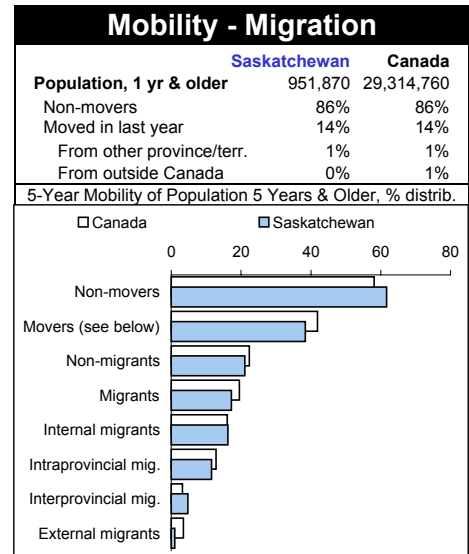 Mobility - Migration
Saskatchewan Canada
Population, 1 yr & older 951,870 29,314,760
Non-movers 86% 86%
Moved in last year 14% 14%
From other province/terr. 1% 1%
From outside Canada 0% 1%
5-Year Mobility of Population 5 Years & Older, % distrib.
Canada Saskatchewan
0 20 40 60 80
Non-movers
Movers (see below)
Non-migrants
Migrants
Internal migrants
Intraprovincial mig.
Interprovincial mig.
External migrants